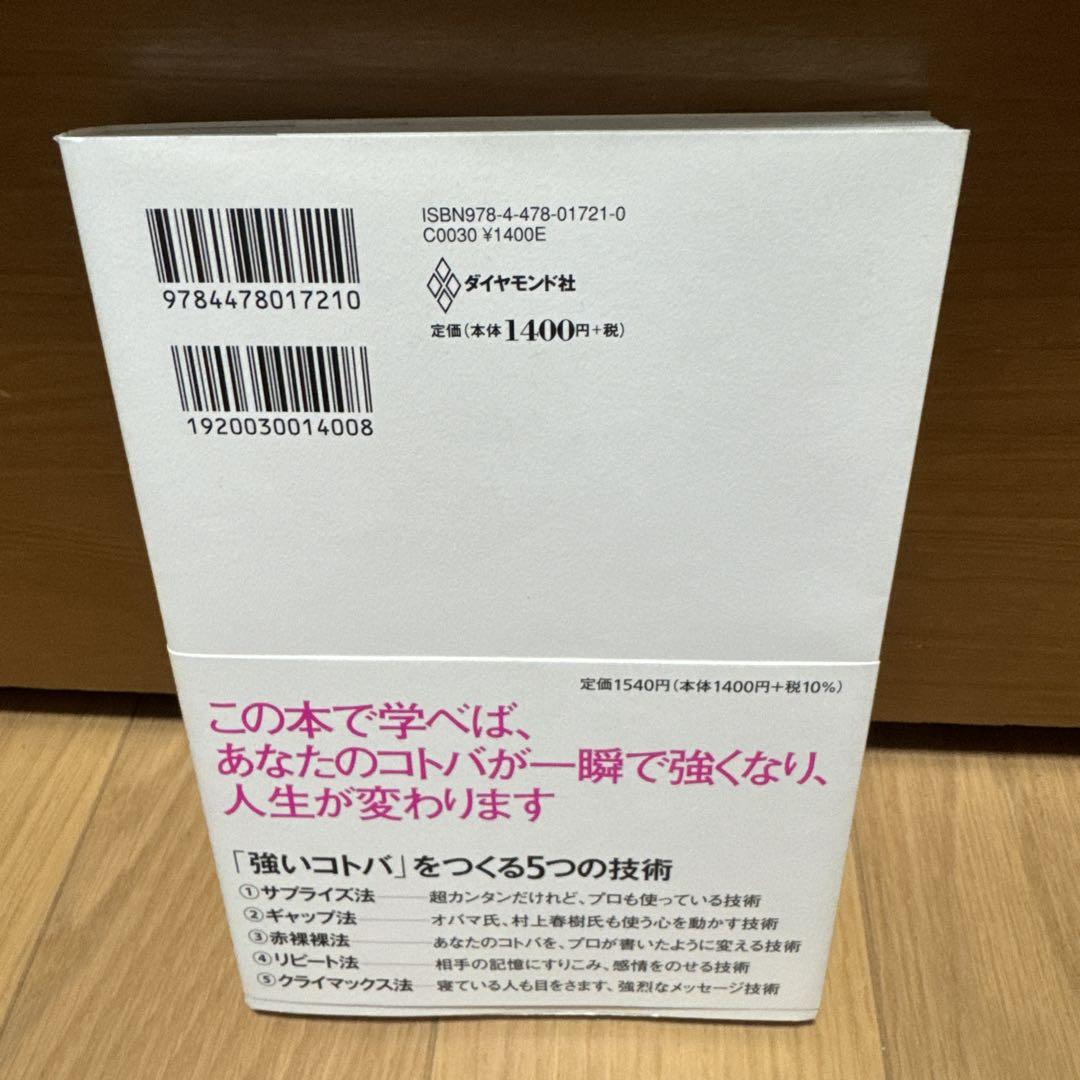 ISBN978-4-478-01721-0
C0030 ¥1400E
ダイヤモンド社
定価(本体1400円+税)
9784478017210
1920030014008
定価1540円(本体1400円+税10%)
この本で学べば、
あなたのコトバが一瞬で強くなり、
人生が変わります
「強いコトバ」をつくる5つの技術
①サプライズ法——超カンタンだけれど、プロも使っている技術
②ギャップ法——オバマ氏、村上春樹氏も使う心を動かす技術
③赤裸裸法——あなたのコトバを、プロが書いたように変える技術
④リピート法——相手の記憶にすりこみ、感情をのせる技術
⑤クライマックス法——寝ている人も目をさます、強烈なメッセージ技術